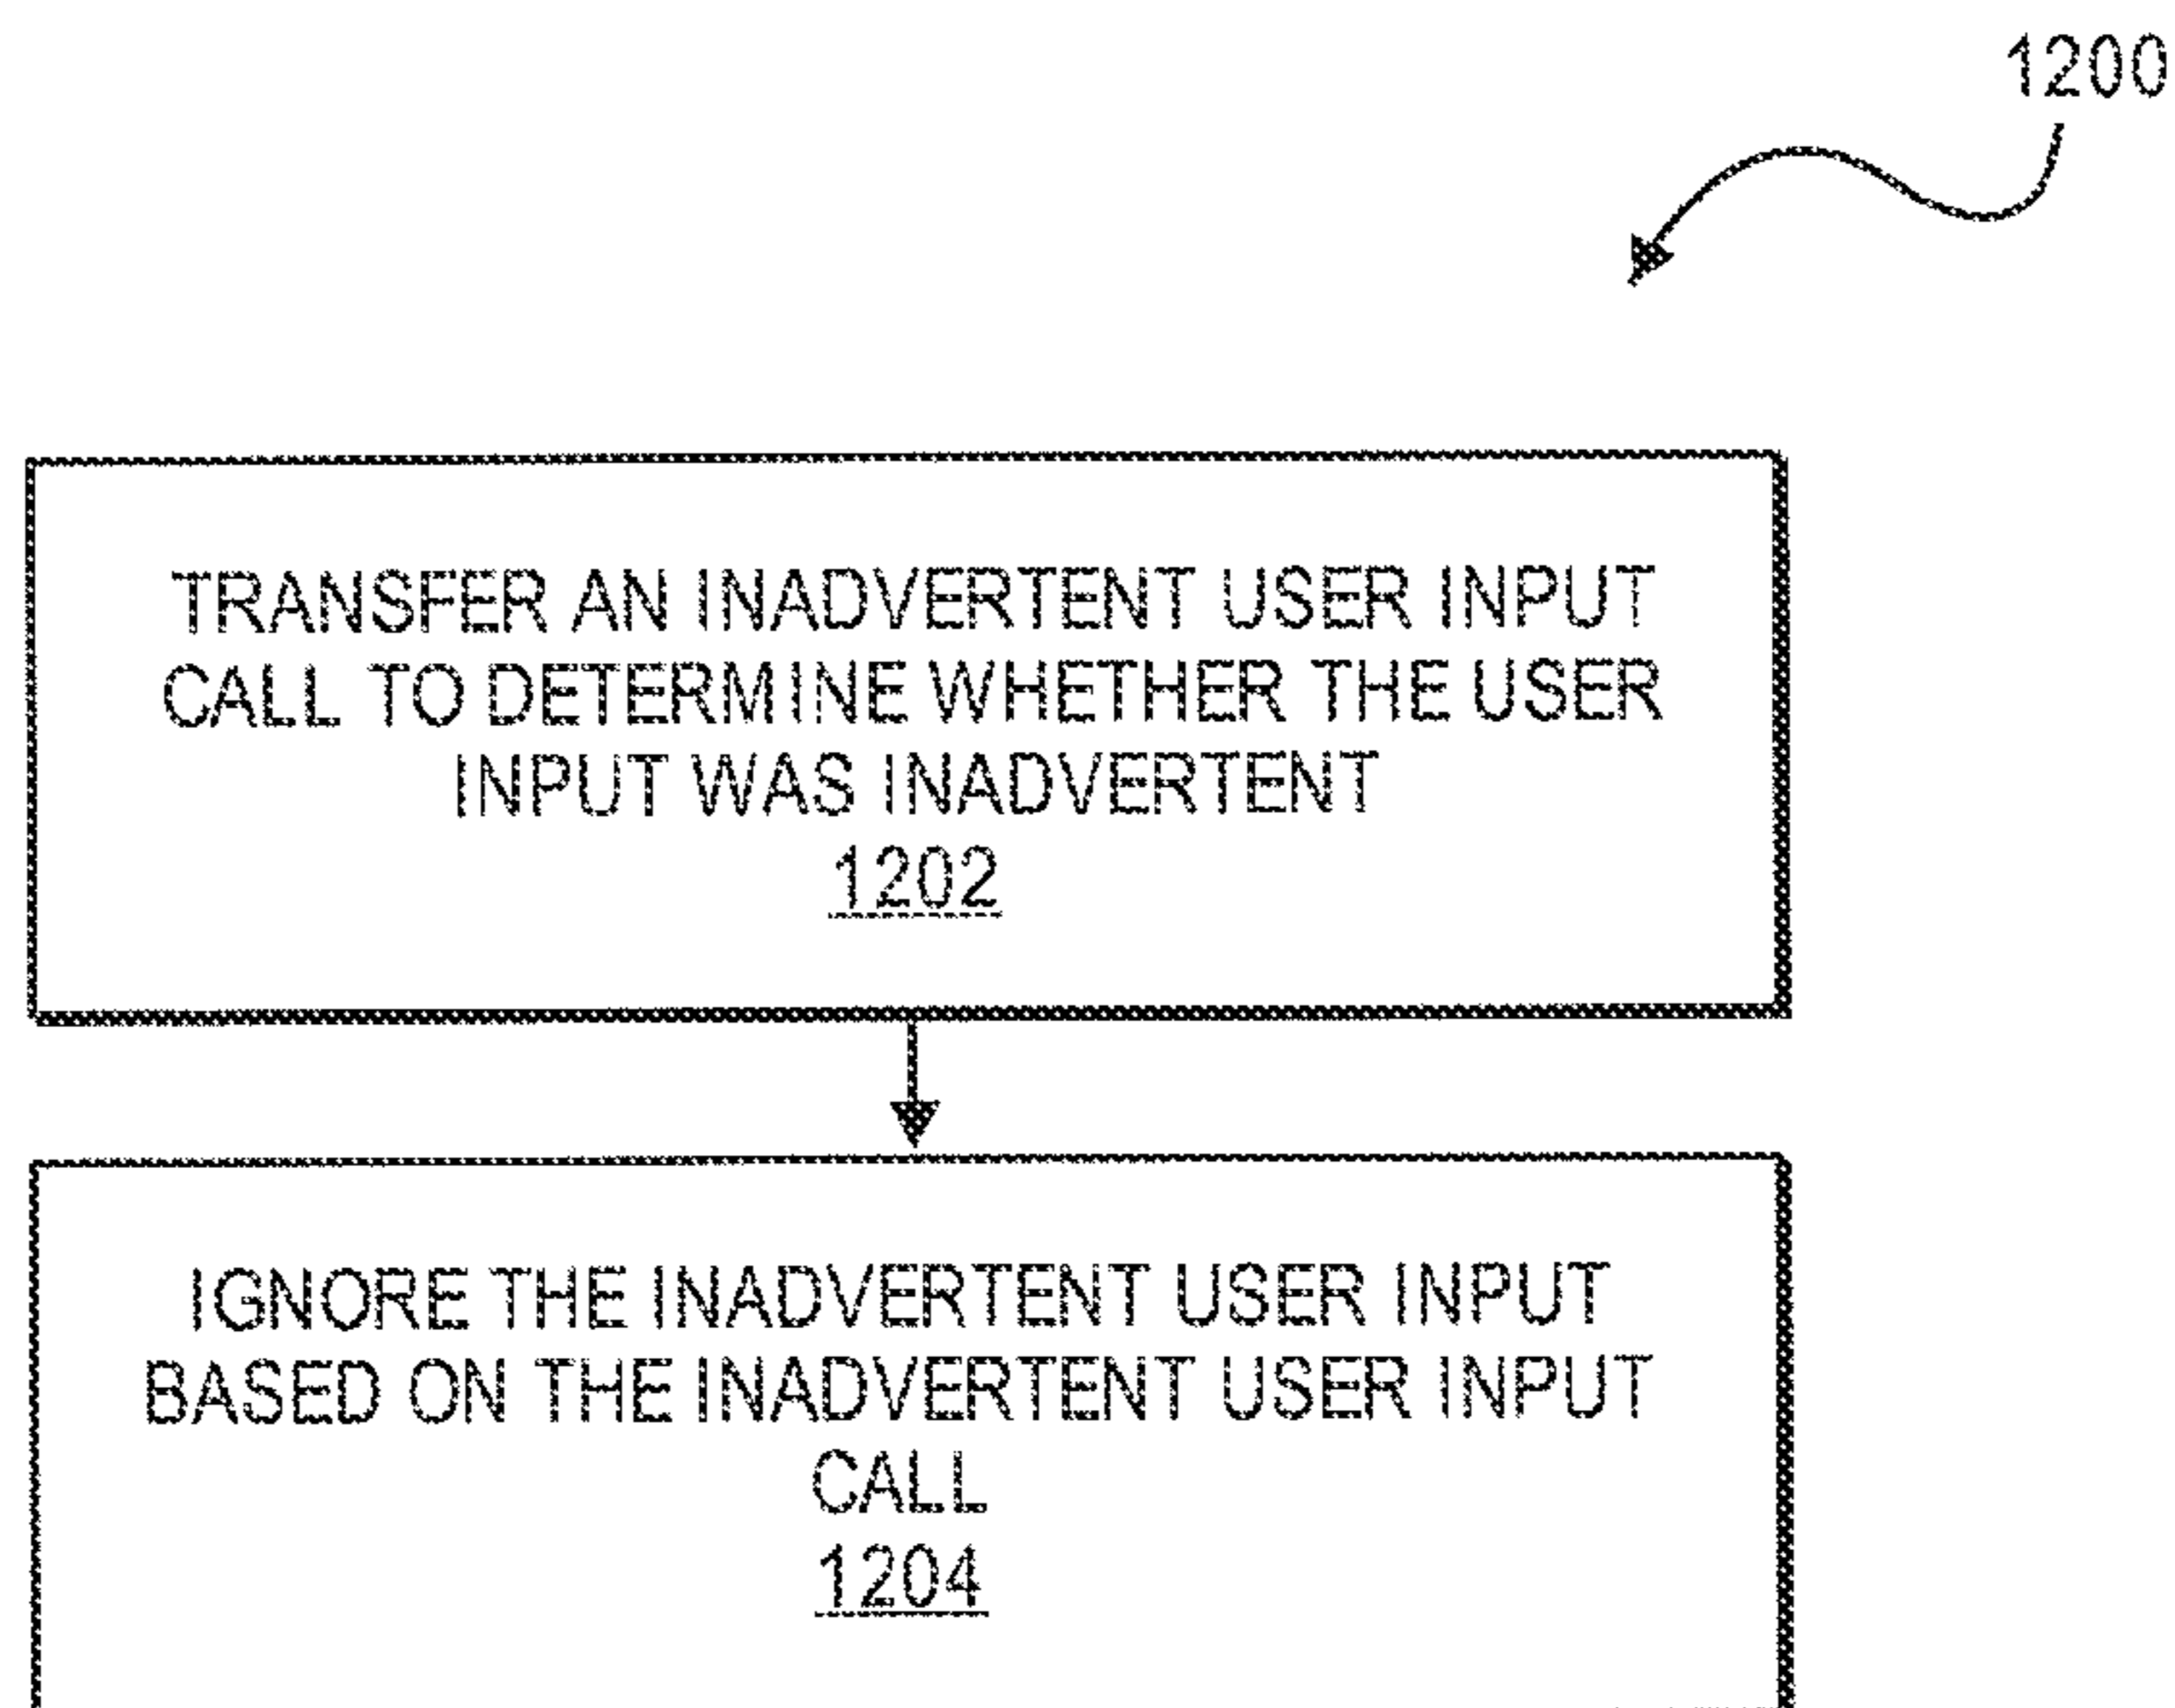 1200
TRANSFER AN INADVERTENT USER INPUT
CALL TO DETERMINE WHETHER THE USER
INPUT WAS INADVERTENT
1202
IGNORE THE INADVERTENT USER INPUT
BASED ON THE INADVERTENT USER INPUT
CALL
1204